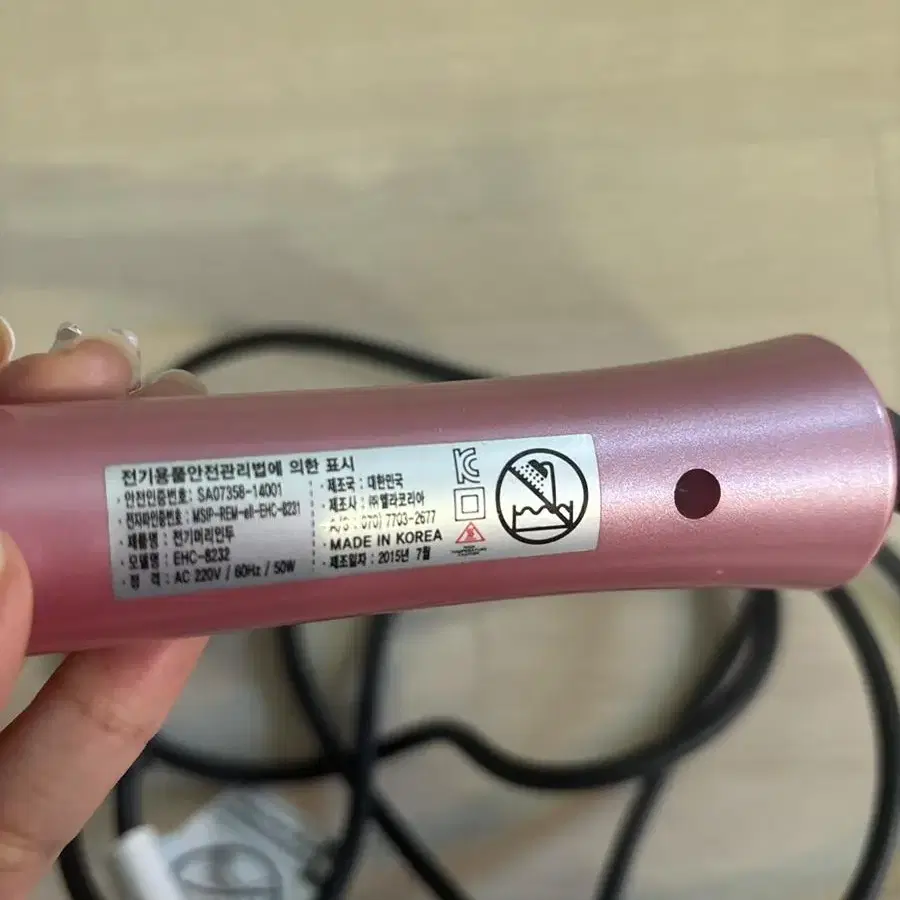 전기용품안전관리법에 의한 표시
· 안전인증번호 : SA07358-14001
· 전자파인증번호 : MSIP-REM-ell-EHC-8231
· 제품명 : 전기머리인두
· 모델명 : EHC-8232
· 정 격 : AC 220V / 60Hz / 50W
· 제조국 : 대한민국
· 제조사 : ㈜엘라코리아
· A/S : 070) 7703-2677
· MADE IN KOREA
· 제조일자 : 2015년 7월